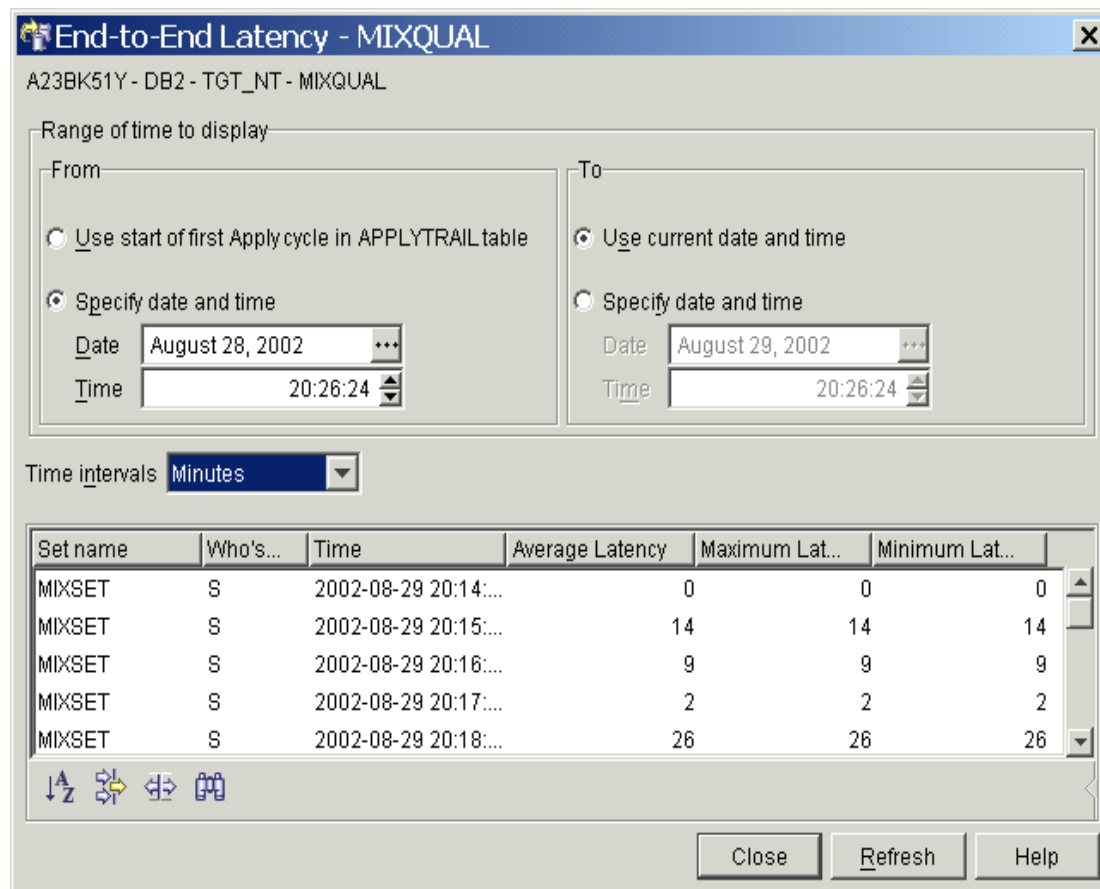 End-to-End Latency - MIXQUAL
A23BK51Y - DB2 - TGT_NT - MIXQUAL
Range of time to display
From
Use start of first Apply cycle in APPLYTRAIL table
Specify date and time
Date August 28, 2002 ...
Time 20:26:24
To
Use current date and time
Specify date and time
Date August 29, 2002 ...
Time 20:26:24
Time intervals Minutes
Set name Who's... Time Average Latency Maximum Lat... Minimum Lat...
MIXSET S 2002-08-29 20:14:... 0 0 0
MIXSET S 2002-08-29 20:15:... 14 14 14
MIXSET S 2002-08-29 20:16:... 9 9 9
MIXSET S 2002-08-29 20:17:... 2 2 2
MIXSET S 2002-08-29 20:18:... 26 26 26
Close Refresh Help